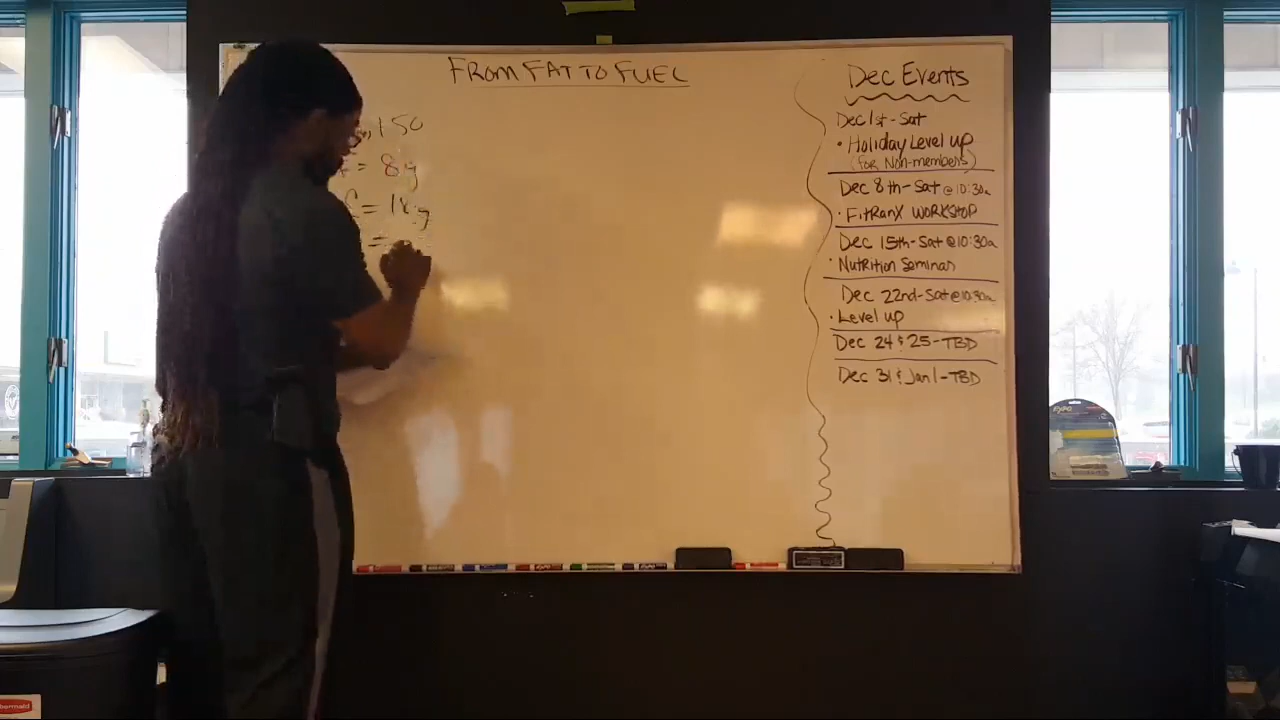 FROM FAT TO FUEL
150
= 8g
C = 18g
=
Dec Events
Dec 1st - Sat
• Holiday Level up
(for Non-members)
Dec 8th - Sat @ 10:30a
• FitRanX WORKSHOP
Dec 15th - Sat @ 10:30a
• Nutrition Seminar
Dec 22nd - Sat @ 10:30a
• Level up
Dec 24 & 25 - TBD
Dec 31 & Jan 1 - TBD
EXPO